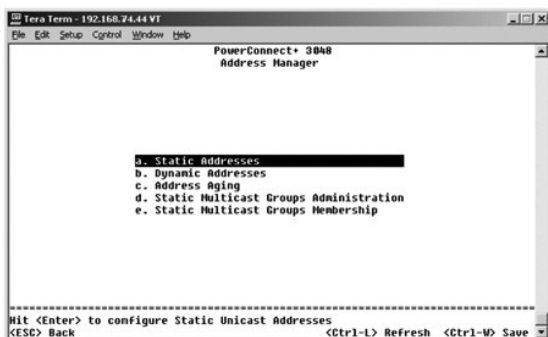 Tera Term - 192.168.74.44 VT
File Edit Setup Control Window Help
PowerConnect+ 3048
Address Manager
a. Static Addresses
b. Dynamic Addresses
c. Address Aging
d. Static Multicast Groups Administration
e. Static Multicast Groups Membership
Hit <Enter> to configure Static Unicast Addresses
<ESC> Back <Ctrl-L> Refresh <Ctrl-W> Save